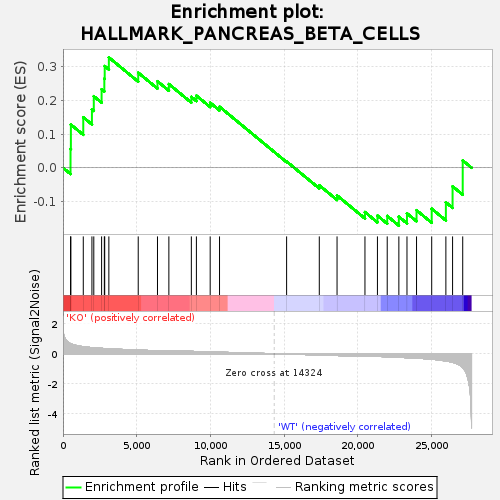 Enrichment plot:
HALLMARK_PANCREAS_BETA_CELLS
Enrichment score (ES)
0.3
0.2
0.1
0.0
-0.1
'KO' (positively correlated)
Ranked list metric (Signal2Noise)
2
0
-2
-4
Zero cross at 14324
'WT' (negatively correlated)
0
5,000
10,000
15,000
20,000
25,000
Rank in Ordered Dataset
Enrichment profile
Hits
Ranking metric scores